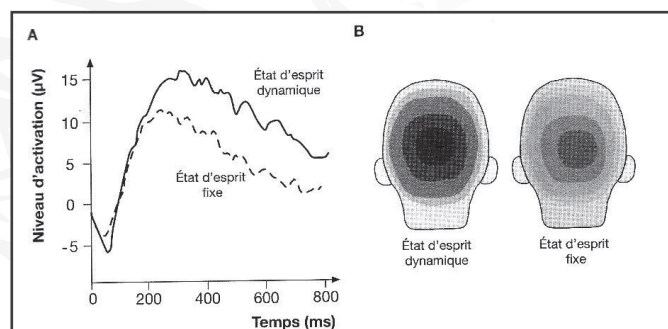 A
Niveau d'activation (µV)
15
10
5
0
-5
État d'esprit
dynamique
État d'esprit
fixe
0
200
400
600
800
Temps (ms)
B
État d'esprit
dynamique
État d'esprit
fixe